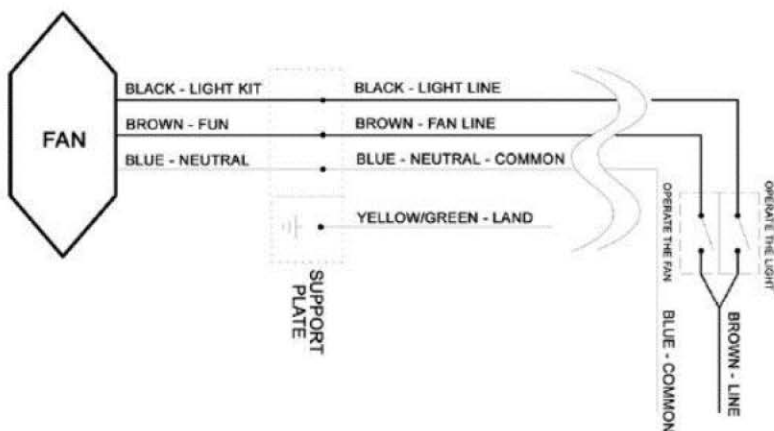 FAN
BLACK - LIGHT KIT
BLACK - LIGHT LINE
BROWN - FUN
BROWN - FAN LINE
BLUE - NEUTRAL
BLUE - NEUTRAL - COMMON
YELLOW/GREEN - LAND
SUPPORT
PLATE
OPERATE THE FAN
OPERATE THE LIGHT
BLUE - COMMON
BROWN - LINE